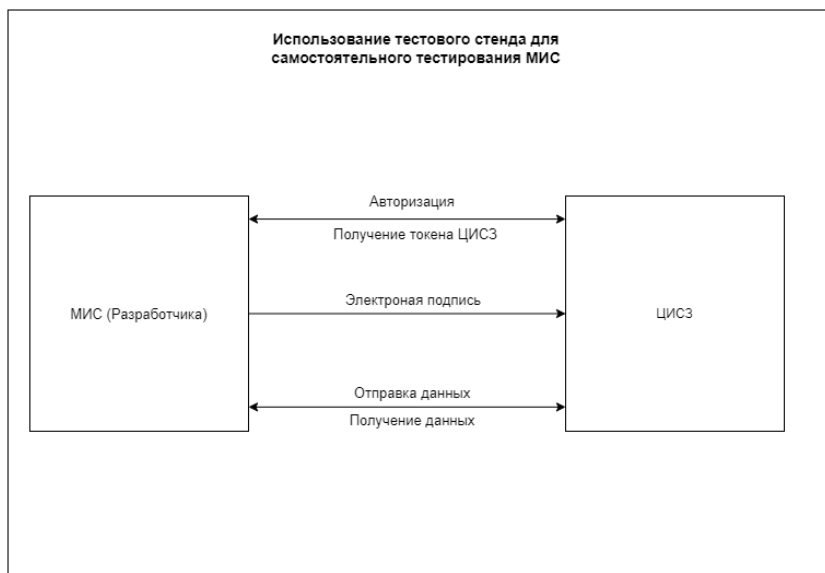 Использование тестового стенда для
самостоятельного тестирования МИС
Авторизация
Получение токена ЦИСЗ
МИС (Разработчика)
Электроная подпись
ЦИСЗ
Отправка данных
Получение данных